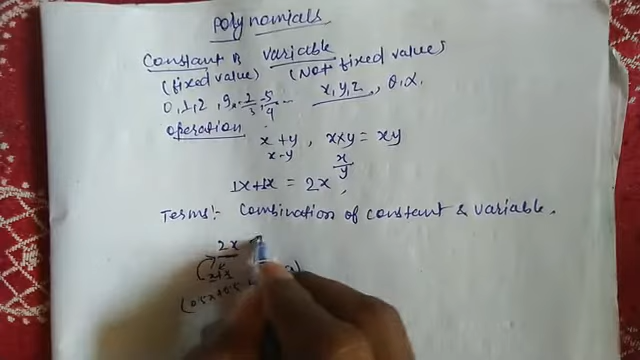 Polynomials
Constant & Variable
(fixed value) (Not fixed values)
0, 1, 2, 9, -2/3, 5/4 --- x, y, z, θ, α.
operation x+y , x×y = xy
x-y x/y
1x+1x = 2x ,
Terms:- Combination of constant & variable.
2x